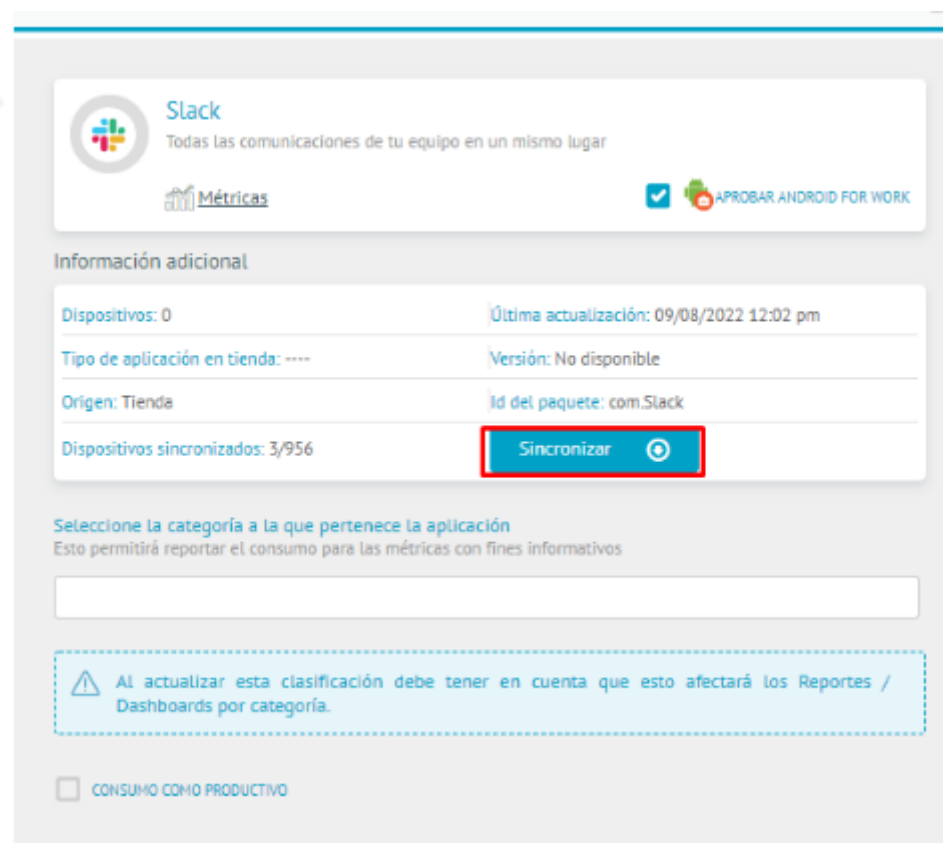 Slack
Todas las comunicaciones de tu equipo en un mismo lugar
Métricas
APROBAR ANDROID FOR WORK
Información adicional
Dispositivos: 0
Última actualización: 09/08/2022 12:02 pm
Tipo de aplicación en tienda: ----
Versión: No disponible
Origen: Tienda
Id del paquete: com.Slack
Dispositivos sincronizados: 3/956
Sincronizar
Seleccione la categoría a la que pertenece la aplicación
Esto permitirá reportar el consumo para las métricas con fines informativos
Al actualizar esta clasificación debe tener en cuenta que esto afectará los Reportes /
Dashboards por categoría.
CONSUMO COMO PRODUCTIVO